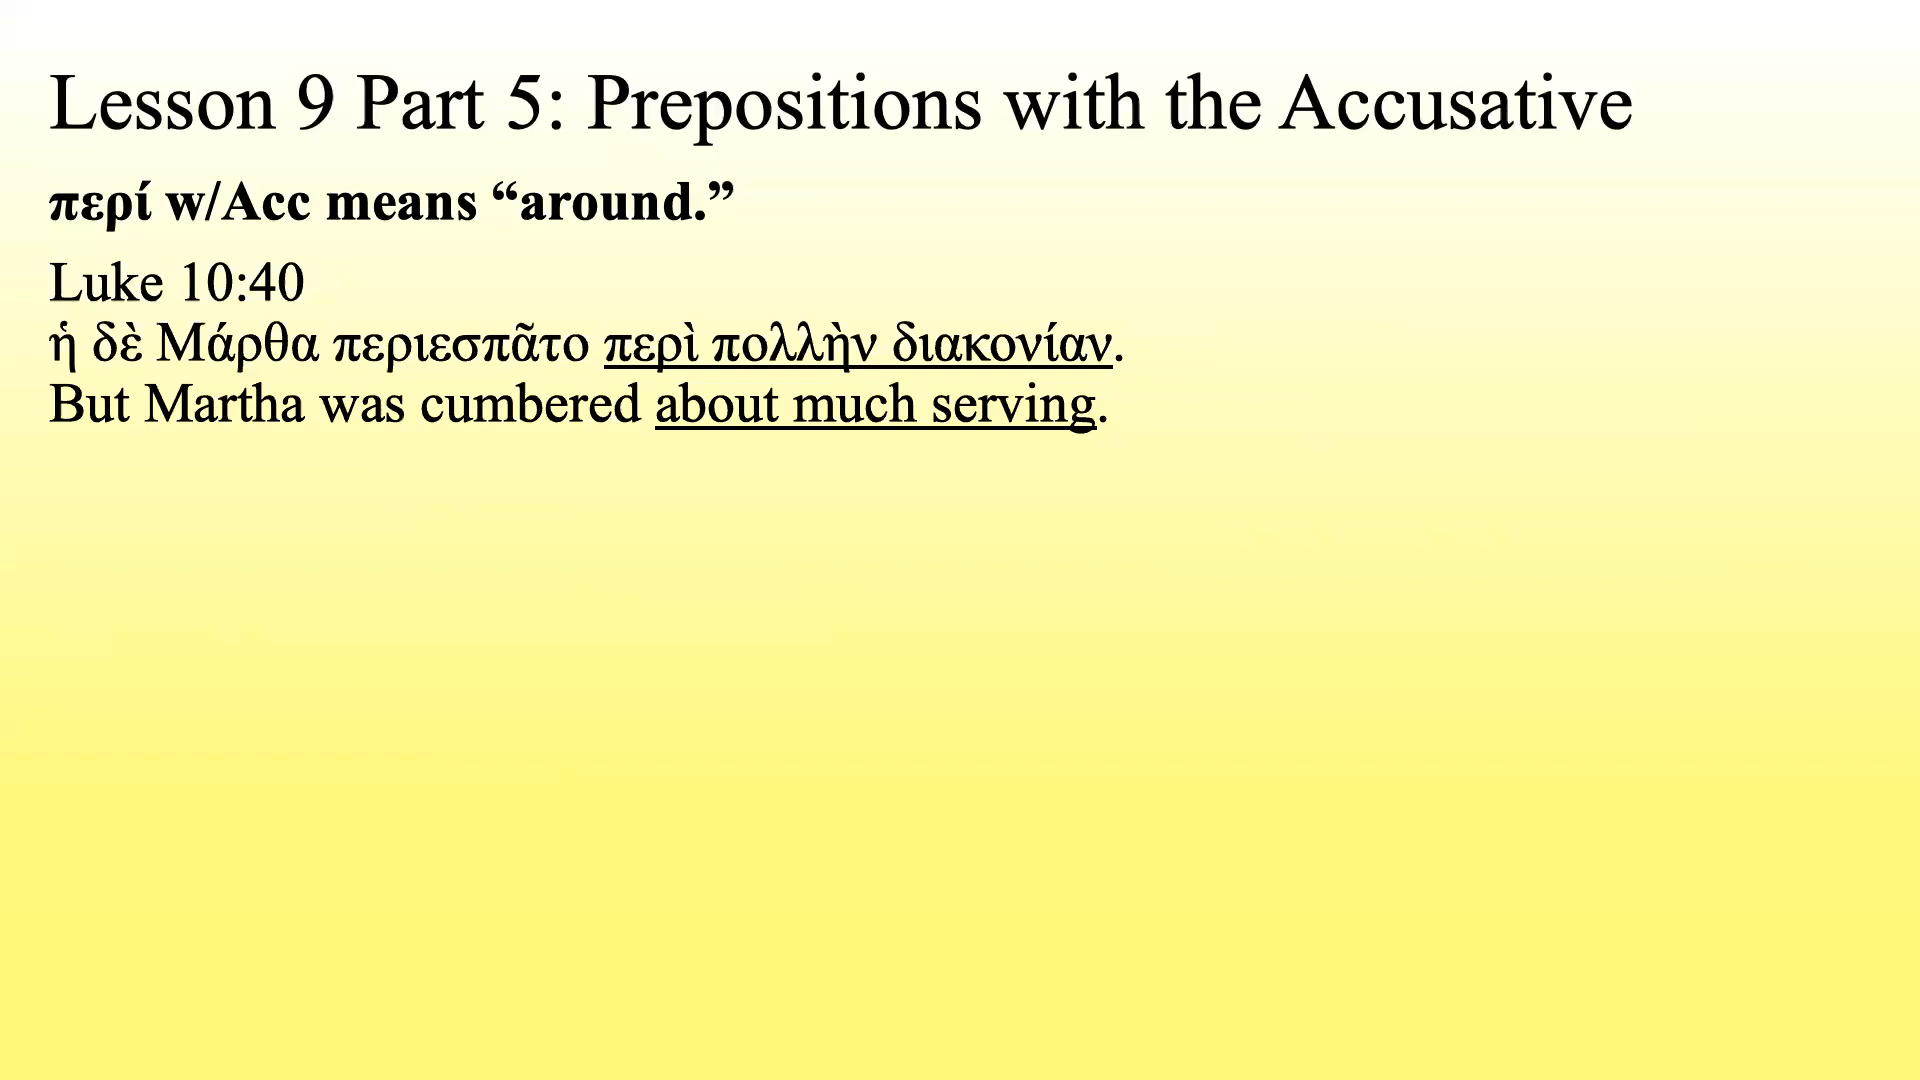 Lesson 9 Part 5: Prepositions with the Accusative
περί w/Acc means “around.”
Luke 10:40
ἡ δὲ Μάρθα περιεσπᾶτο περὶ πολλὴν διακονίαν.
But Martha was cumbered about much serving.